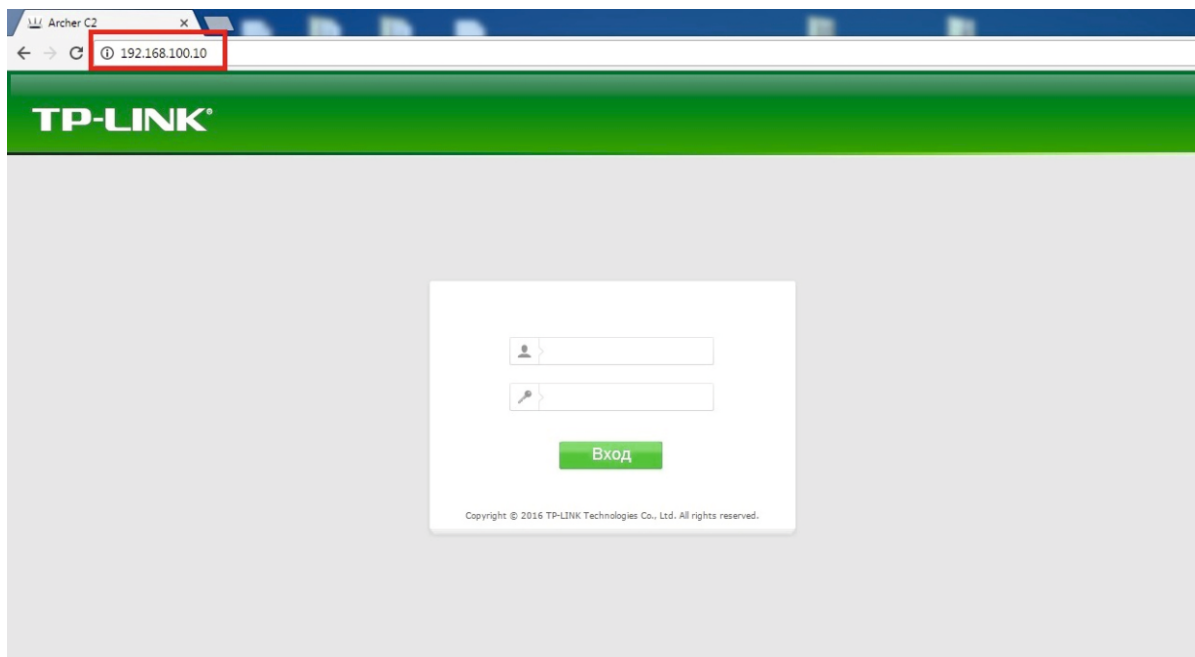 Archer C2
192.168.100.10
TP-LINK®
Вход
Copyright © 2016 TP-LINK Technologies Co., Ltd. All rights reserved.